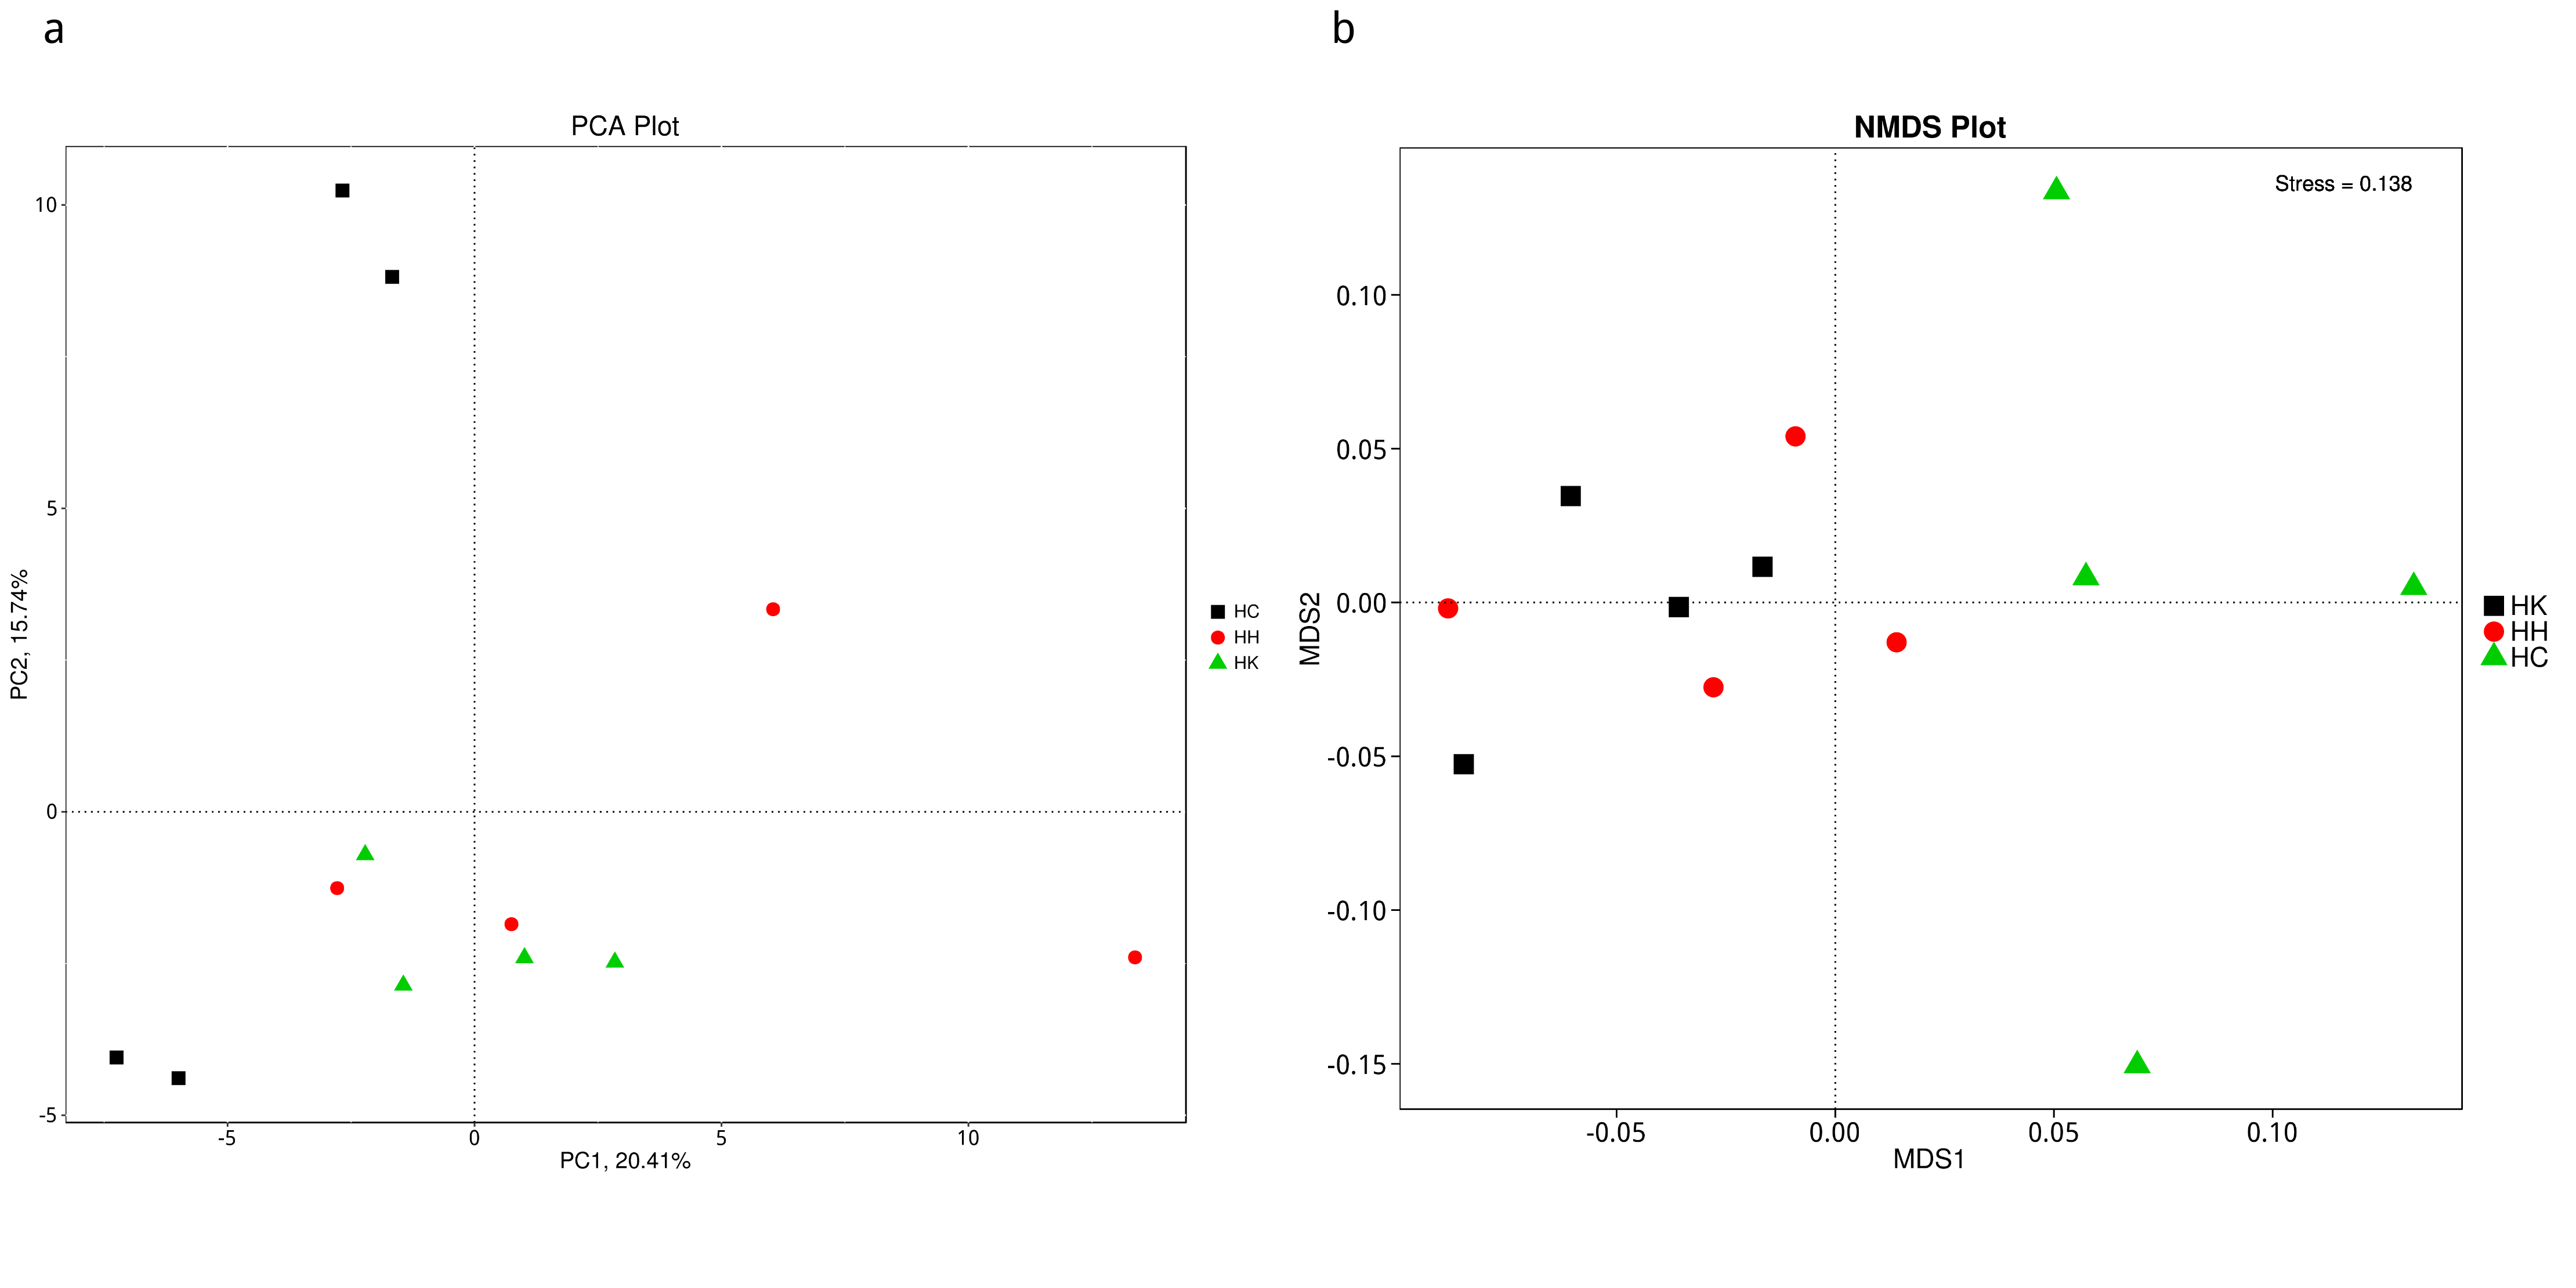 a
PCA Plot
10
5
0
-5
PC2, 15.74%
-5
0
5
10
PC1, 20.41%
HC
HH
HK
b
NMDS Plot
Stress = 0.138
0.10
0.05
0.00
-0.05
-0.10
-0.15
MDS2
-0.05
0.00
0.05
0.10
MDS1
HK
HH
HC